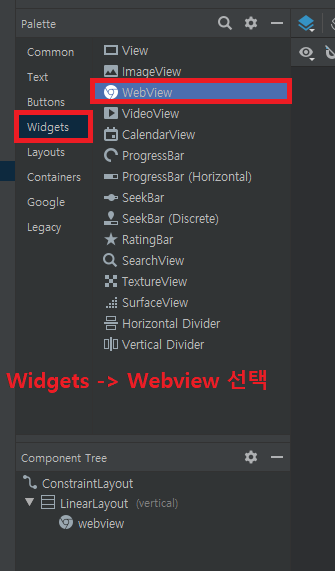 Palette
Common
Text
Buttons
Widgets
Layouts
Containers
Google
Legacy
View
ImageView
WebView
VideoView
CalendarView
ProgressBar
ProgressBar (Horizontal)
SeekBar
SeekBar (Discrete)
RatingBar
SearchView
TextureView
SurfaceView
Horizontal Divider
Vertical Divider
Widgets -> Webview 선택
Component Tree
ConstraintLayout
LinearLayout (vertical)
webview